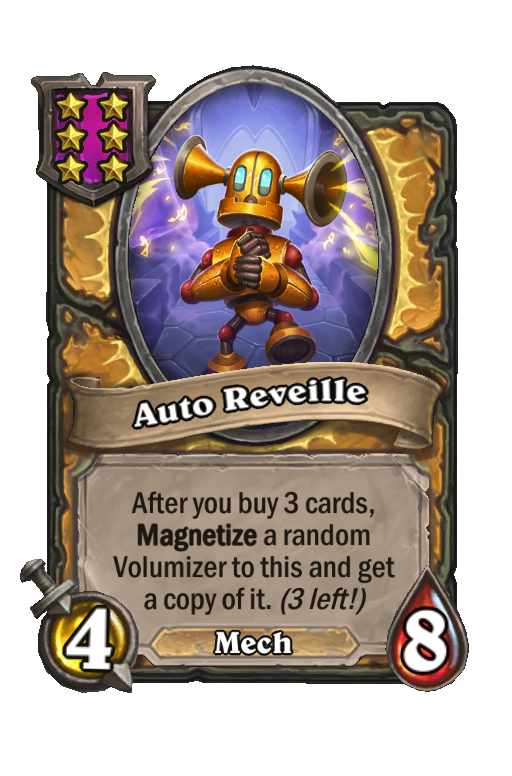 Auto Reveille
After you buy 3 cards,
Magnetize a random
Volumizer to this and get
a copy of it. (3 left!)
4
Mech
8